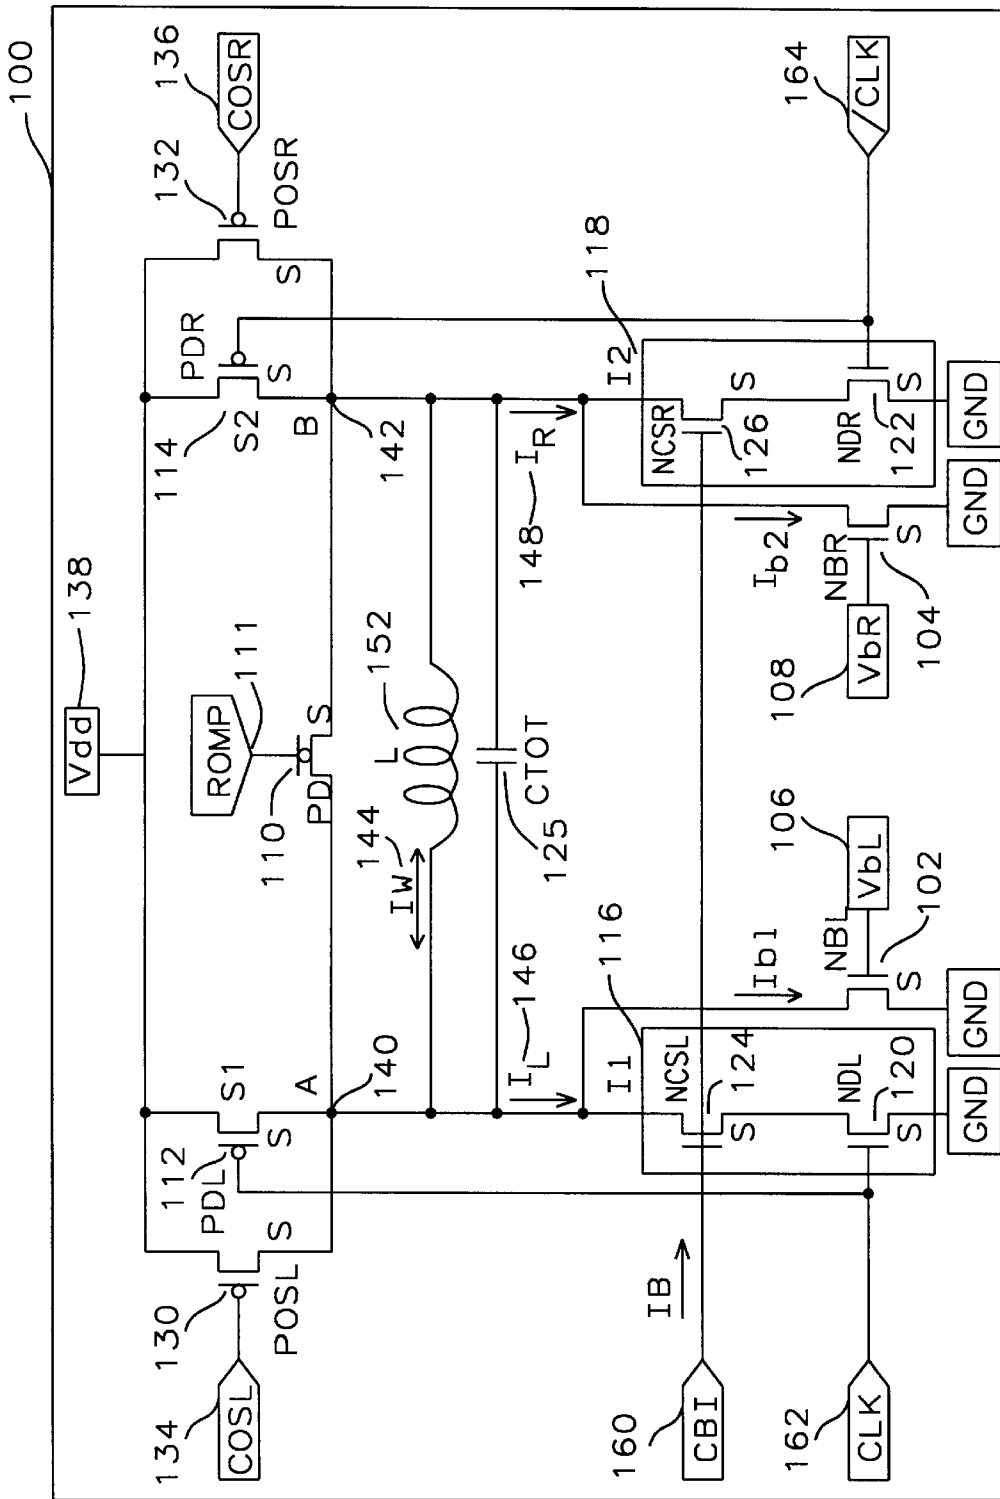 100
Vdd
138
136
COSR
132
POSR
S
PDR
S
114
S2
B
142
ROMP
111
110
PD
S
S1
A
140
112
PDL
S
130
POSL
S
134
COSL
L
152
144
IW
CTOT
125
IL
146
IR
148
I1
116
I2
118
NCSL
S
124
NDL
S
120
GND
Ib1
NBL
S
102
106
VbL
GND
NCSR
S
126
NDR
S
122
GND
Ib2
NBR
S
104
108
VbR
GND
IB
160
CBI
162
CLK
164
/CLK